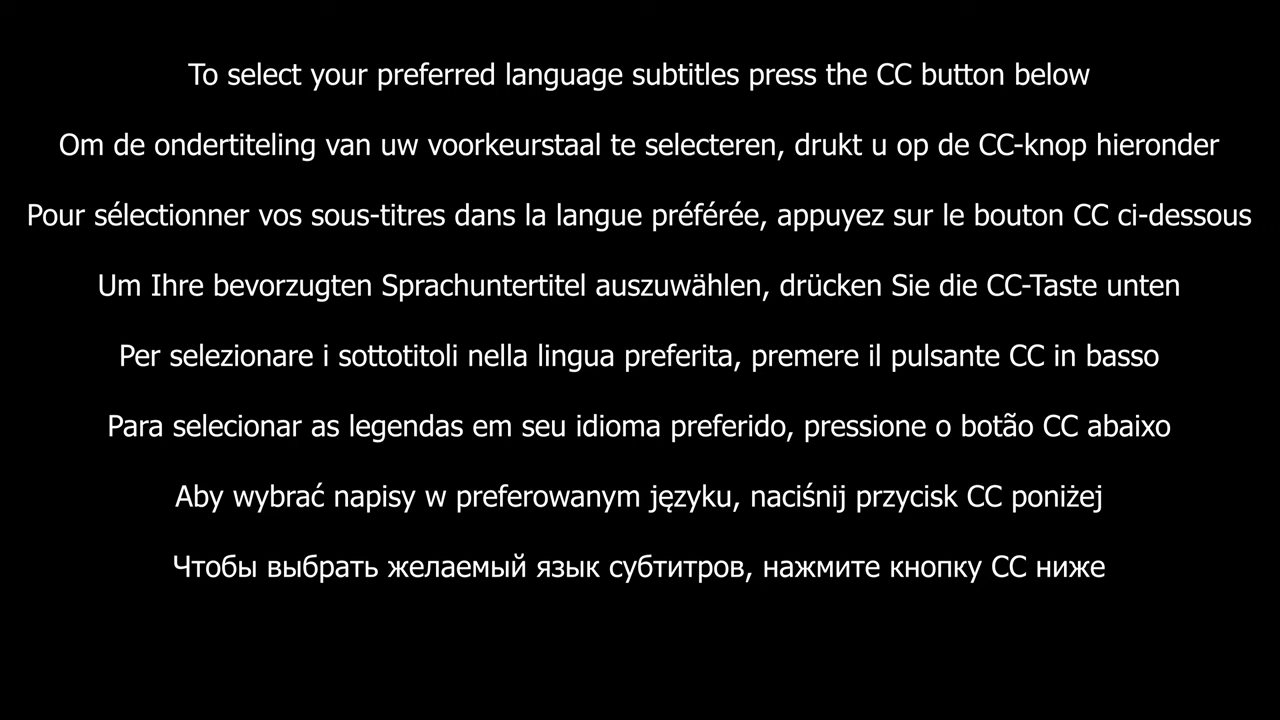 To select your preferred language subtitles press the CC button below
Om de ondertiteling van uw voorkeurstaal te selecteren, drukt u op de CC-knop hieronder
Pour sélectionner vos sous-titres dans la langue préférée, appuyez sur le bouton CC ci-dessous
Um Ihre bevorzugten Sprachuntertitel auszuwählen, drücken Sie die CC-Taste unten
Per selezionare i sottotitoli nella lingua preferita, premere il pulsante CC in basso
Para selecionar as legendas em seu idioma preferido, pressione o botão CC abaixo
Aby wybrać napisy w preferowanym języku, naciśnij przycisk CC poniżej
Чтобы выбрать желаемый язык субтитров, нажмите кнопку CC ниже